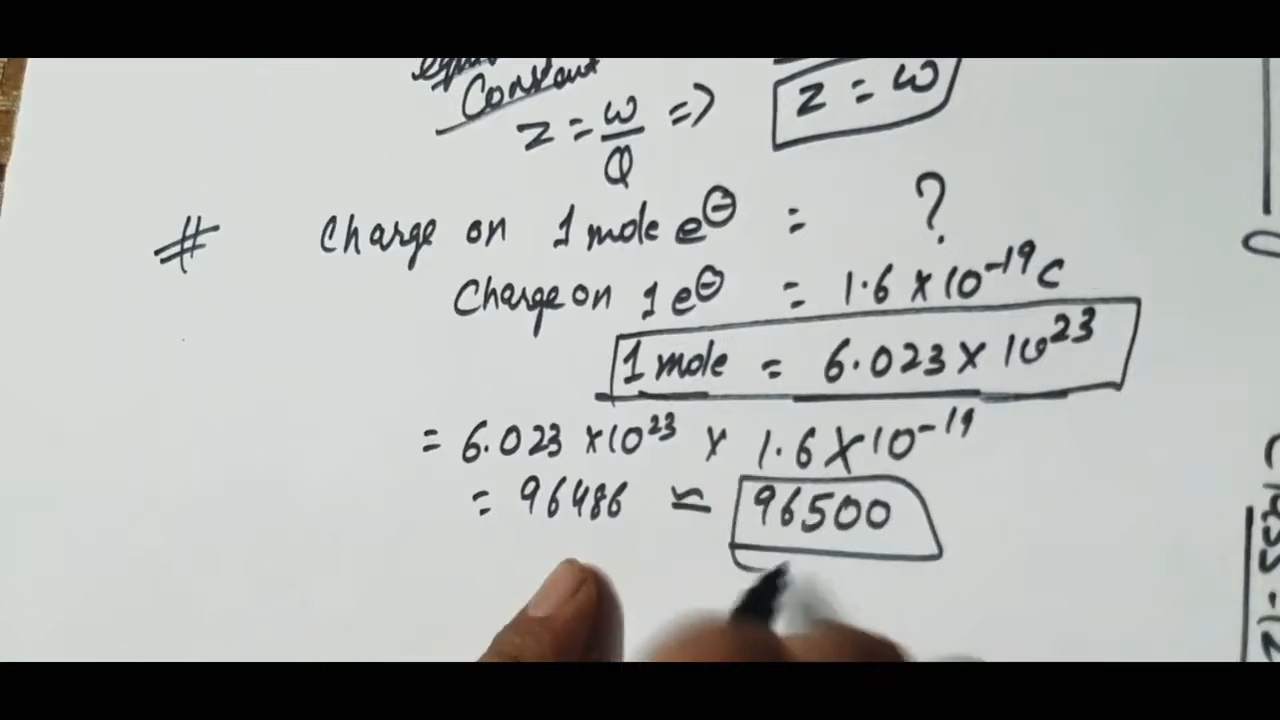 Constant
z = w/Q => z = w
# Charge on 1 mole e⊖ = ?
Charge on 1 e⊖ = 1.6 × 10⁻¹⁹ C
1 mole = 6.023 × 10²³
= 6.023 × 10²³ × 1.6 × 10⁻¹⁹
= 96486 ≃ 96500